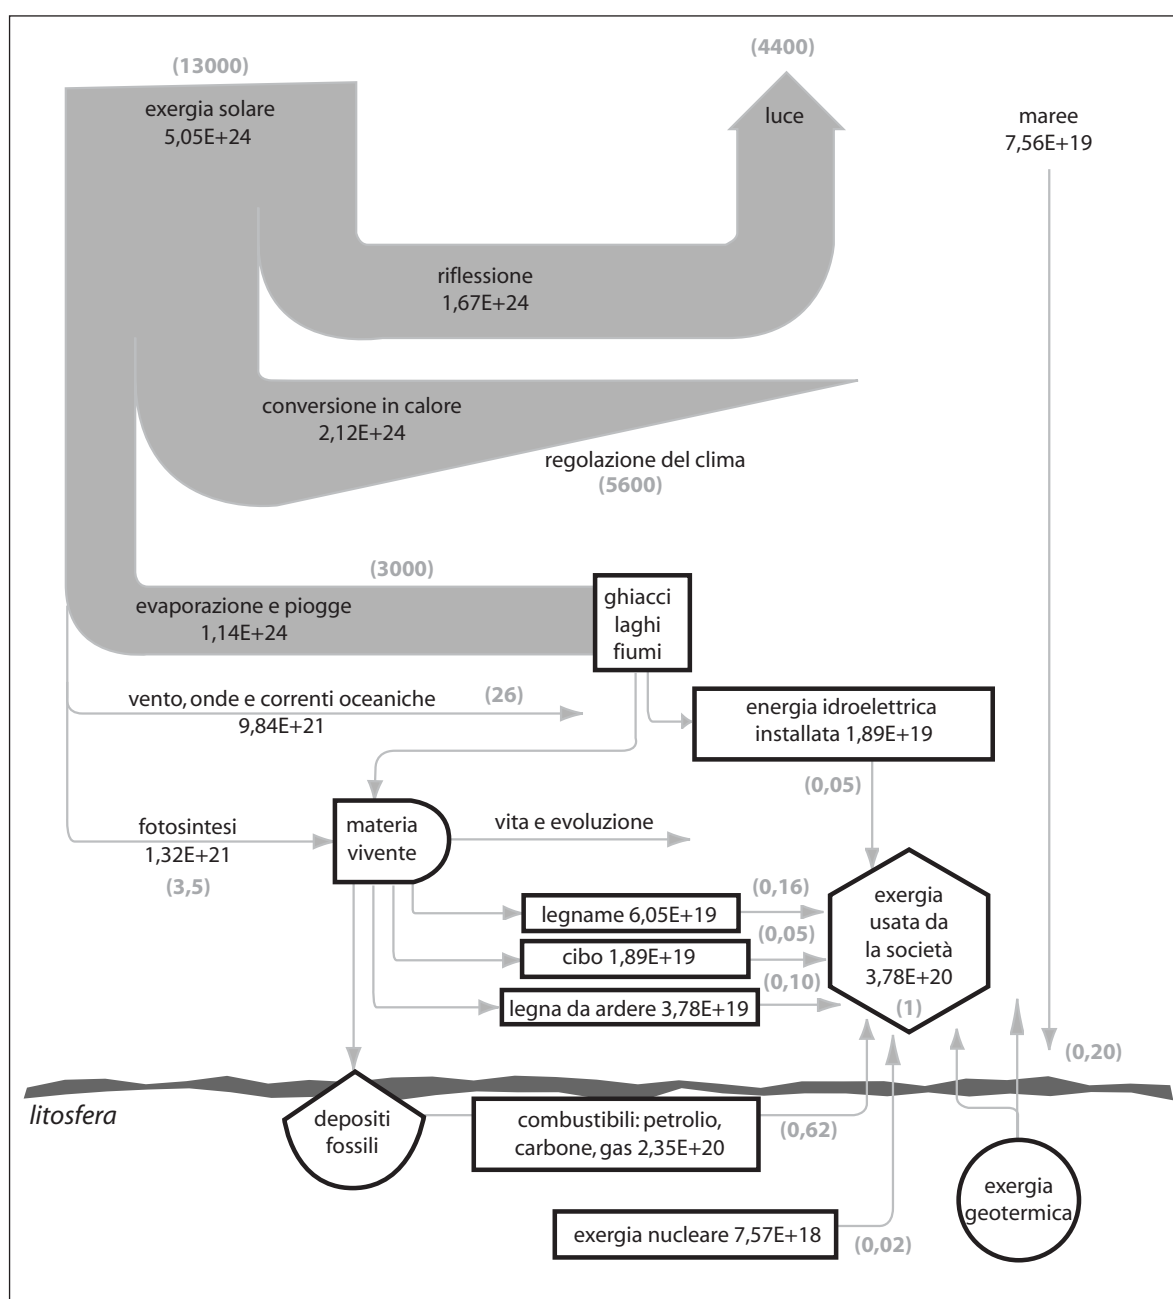 (13000)
exergia solare
5,05E+24
(4400)
luce
maree
7,56E+19
riflessione
1,67E+24
conversione in calore
2,12E+24
regolazione del clima
(5600)
(3000)
evaporazione e piogge
1,14E+24
ghiacci
laghi
fiumi
vento, onde e correnti oceaniche
9,84E+21
(26)
energia idroelettrica
installata 1,89E+19
(0,05)
fotosintesi
1,32E+21
(3,5)
materia
vivente
vita e evoluzione
legname 6,05E+19
(0,16)
cibo 1,89E+19
(0,05)
legna da ardere 3,78E+19
(0,10)
exergia
usata da
la società
3,78E+20
(1)
(0,20)
litosfera
depositi
fossili
combustibili: petrolio,
carbone, gas 2,35E+20
(0,62)
exergia nucleare 7,57E+18
(0,02)
exergia
geotermica